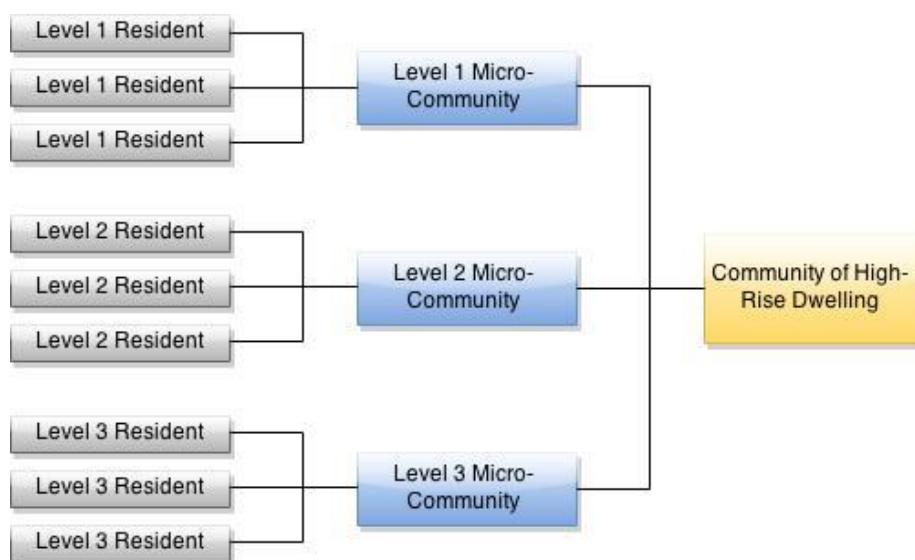 Level 1 Resident
Level 1 Resident
Level 1 Resident
Level 1 Micro-
Community
Level 2 Resident
Level 2 Resident
Level 2 Resident
Level 2 Micro-
Community
Level 3 Resident
Level 3 Resident
Level 3 Resident
Level 3 Micro-
Community
Community of High-
Rise Dwelling